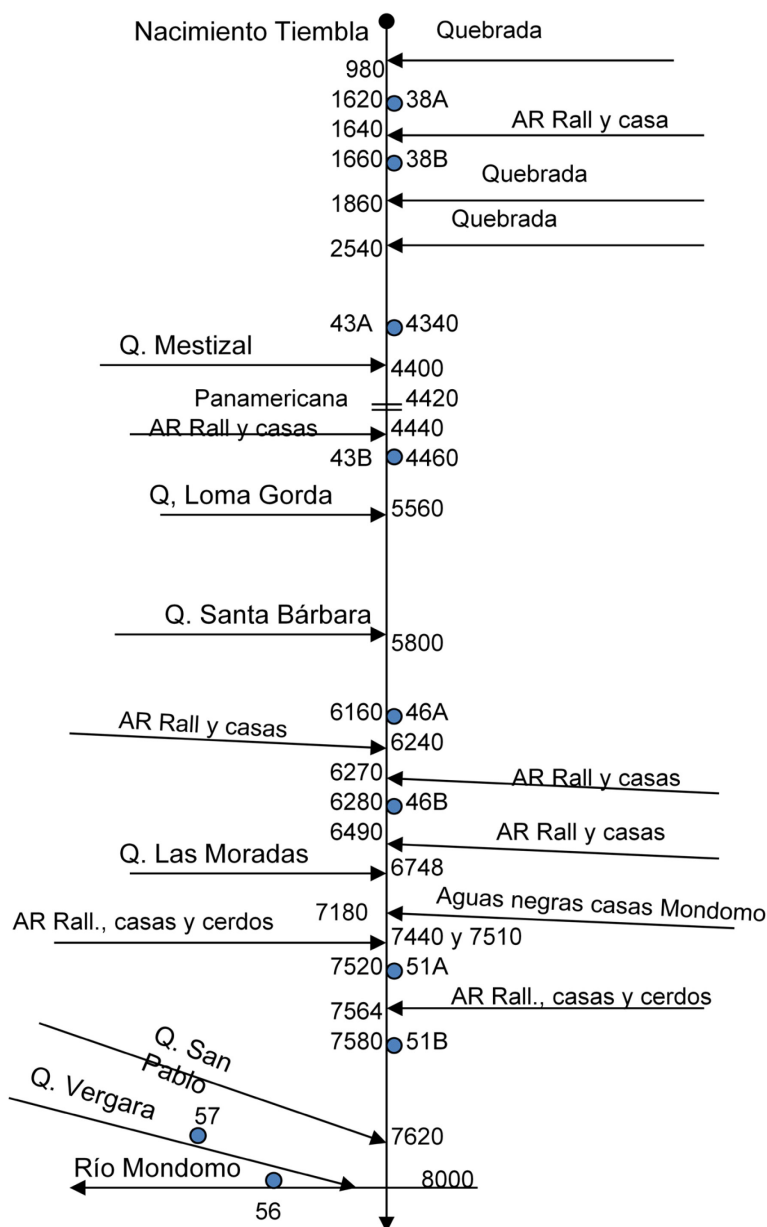 Nacimiento Tiembla
Quebrada
980
1620 38A
1640
AR Rall y casa
1660 38B
Quebrada
1860
Quebrada
2540
43A 4340
Q. Mestizal
4400
Panamericana
4420
AR Rall y casas
4440
43B 4460
Q, Loma Gorda
5560
Q. Santa Bárbara
5800
6160 46A
AR Rall y casas
6240
6270
AR Rall y casas
6280 46B
6490
AR Rall y casas
Q. Las Moradas
6748
7180
Aguas negras casas Mondomo
AR Rall., casas y cerdos
7440 y 7510
7520 51A
7564
AR Rall., casas y cerdos
7580 51B
Q. San
Pablo
Q. Vergara
57
7620
Río Mondomo
8000
56